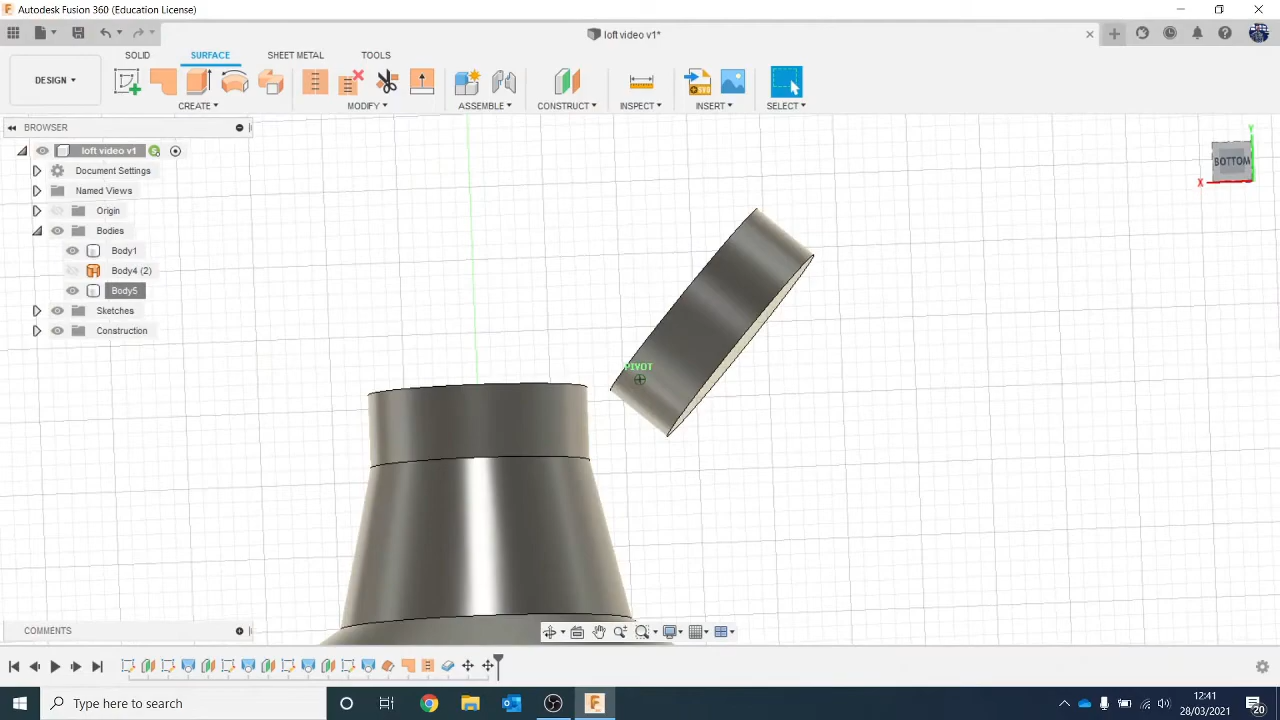 Autodesk Fusion 360 (Education License)
loft video v1*
DESIGN
SOLID
SURFACE
SHEET METAL
TOOLS
CREATE
MODIFY
ASSEMBLE
CONSTRUCT
INSPECT
INSERT
SELECT
BROWSER
loft video v1
Document Settings
Named Views
Origin
Bodies
Body1
Body4 (2)
Body5
Sketches
Construction
PIVOT
Y
BOTTOM
X
COMMENTS
Type here to search
12:41
28/03/2021
20